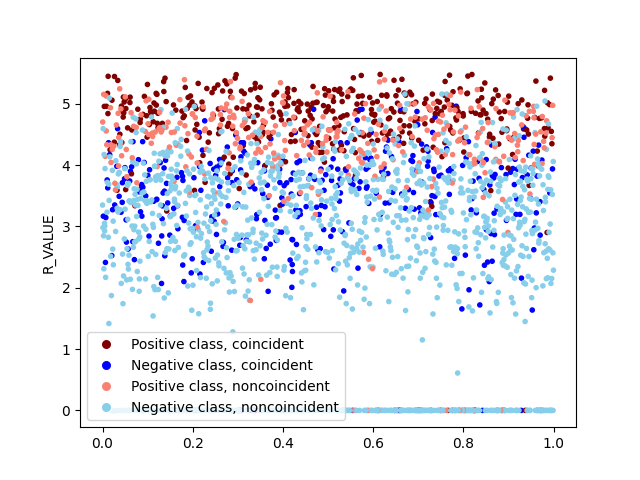 R_VALUE
5
4
3
2
1
0
Positive class, coincident
Negative class, coincident
Positive class, noncoincident
Negative class, noncoincident
0.0
0.2
0.4
0.6
0.8
1.0